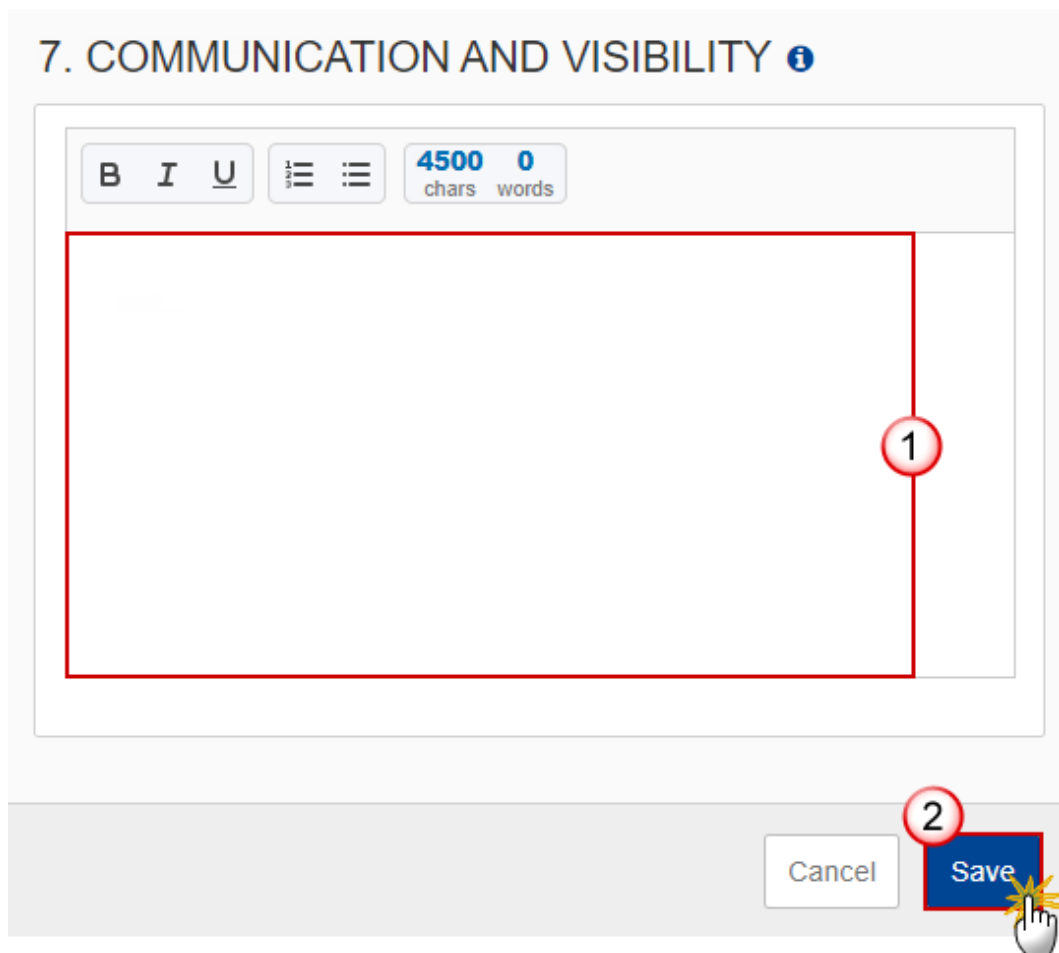 7. COMMUNICATION AND VISIBILITY
B I U 4500 0
chars words
1
2
Cancel Save